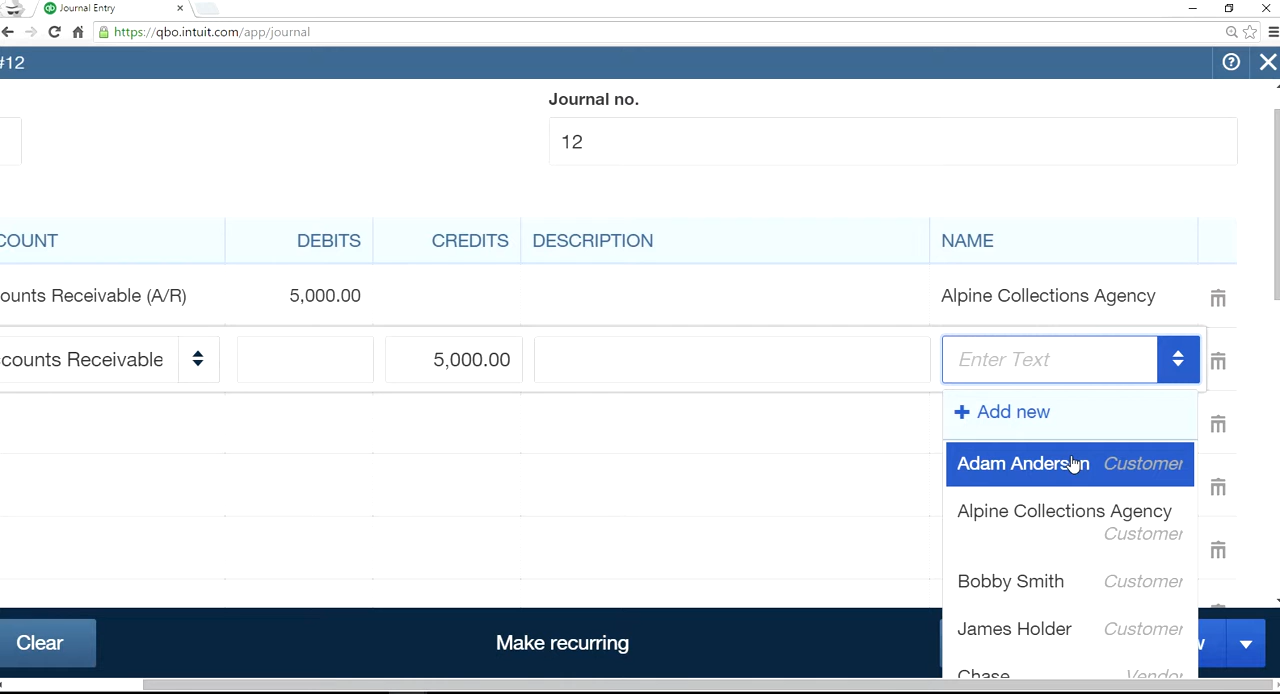 Journal Entry
https://qbo.intuit.com/app/journal
#12
Journal no.
12
COUNT DEBITS CREDITS DESCRIPTION NAME
ounts Receivable (A/R) 5,000.00 Alpine Collections Agency
counts Receivable 5,000.00 Enter Text
+ Add new
Adam Anderson Customer
Alpine Collections Agency
Customer
Bobby Smith Customer
James Holder Customer
Chase Vendor
Clear Make recurring